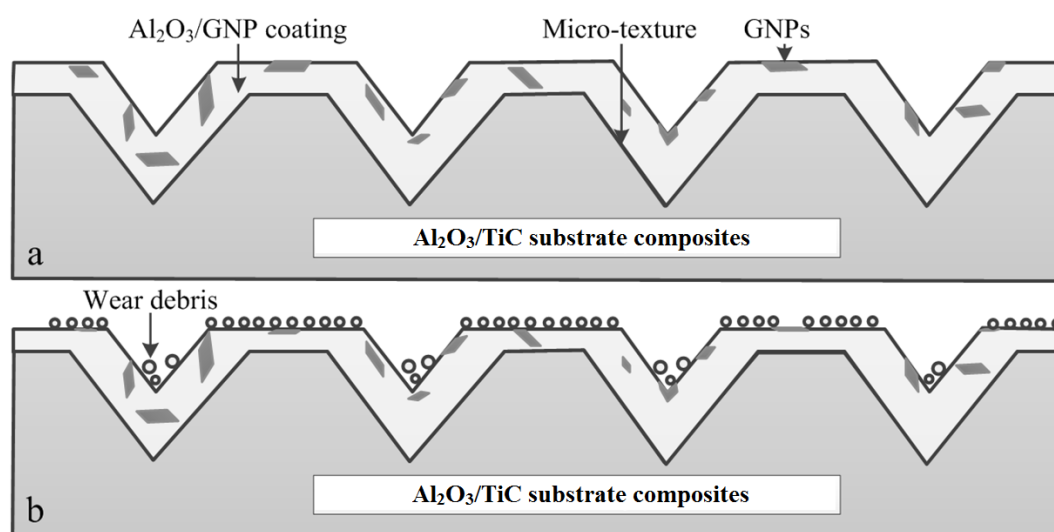 Al₂O₃/GNP coating
Micro-texture
GNPs
Al₂O₃/TiC substrate composites
a
Wear debris
Al₂O₃/TiC substrate composites
b